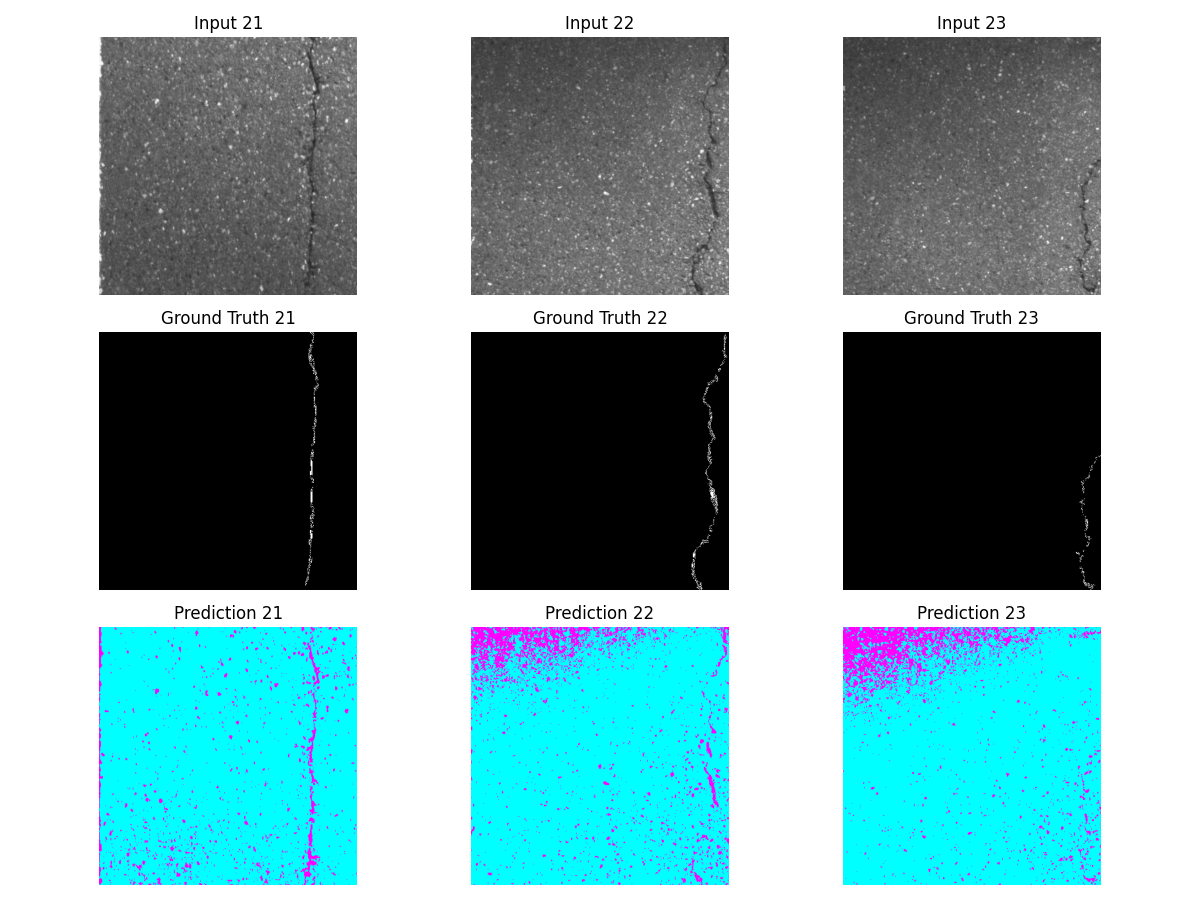 Input 21
Input 22
Input 23
Ground Truth 21
Ground Truth 22
Ground Truth 23
Prediction 21
Prediction 22
Prediction 23